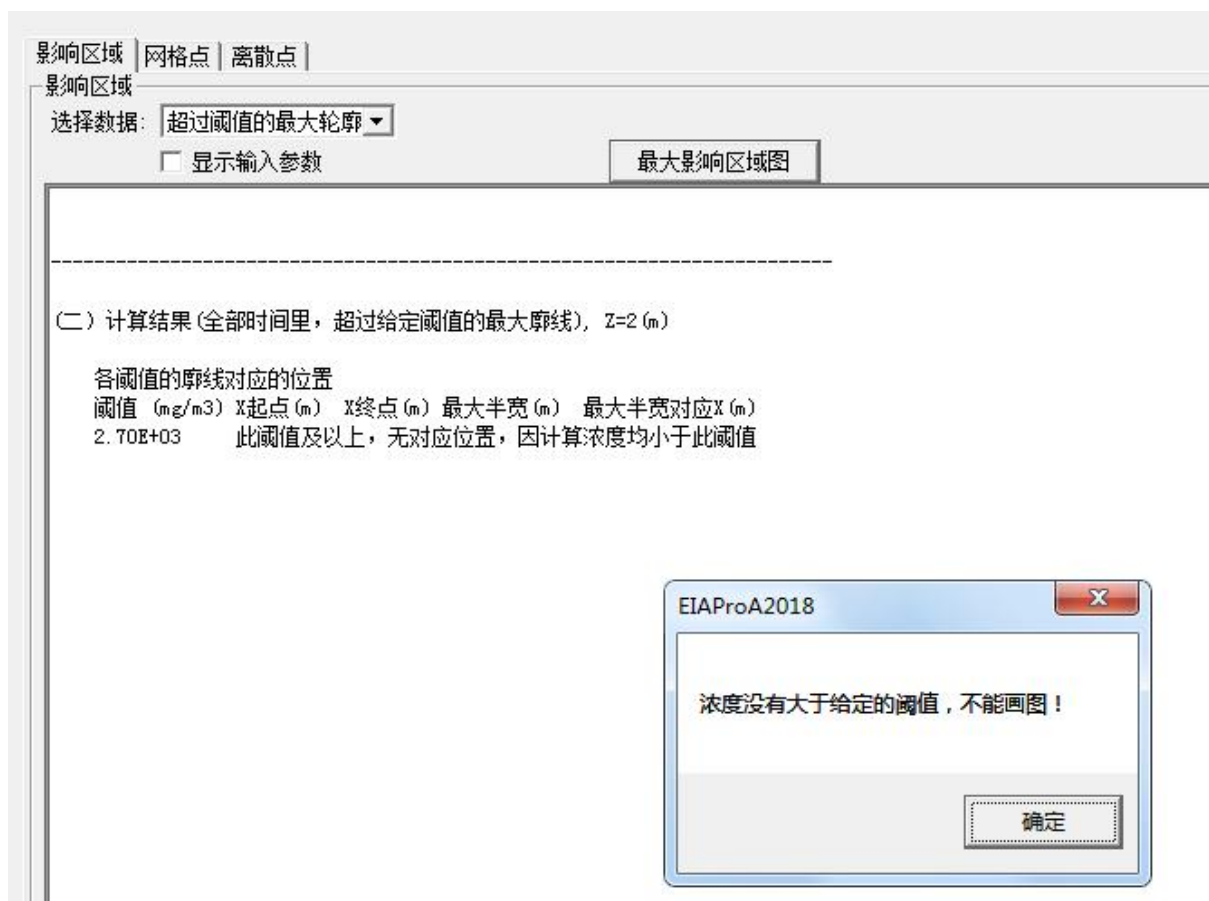 影响区域 网格点 离散点
影响区域
选择数据: 超过阈值的最大轮廓
显示输入参数 最大影响区域图
--------------------------------------------------------------------------
(二) 计算结果(全部时间里,超过给定阈值的最大廓线), Z=2(m)
各阈值的廓线对应的位置
阈值 (mg/m3) X起点(m) X终点(m) 最大半宽(m) 最大半宽对应X(m)
2.70E+03 此阈值及以上,无对应位置,因计算浓度均小于此阈值
EIAProA2018
浓度没有大于给定的阈值,不能画图!
确定